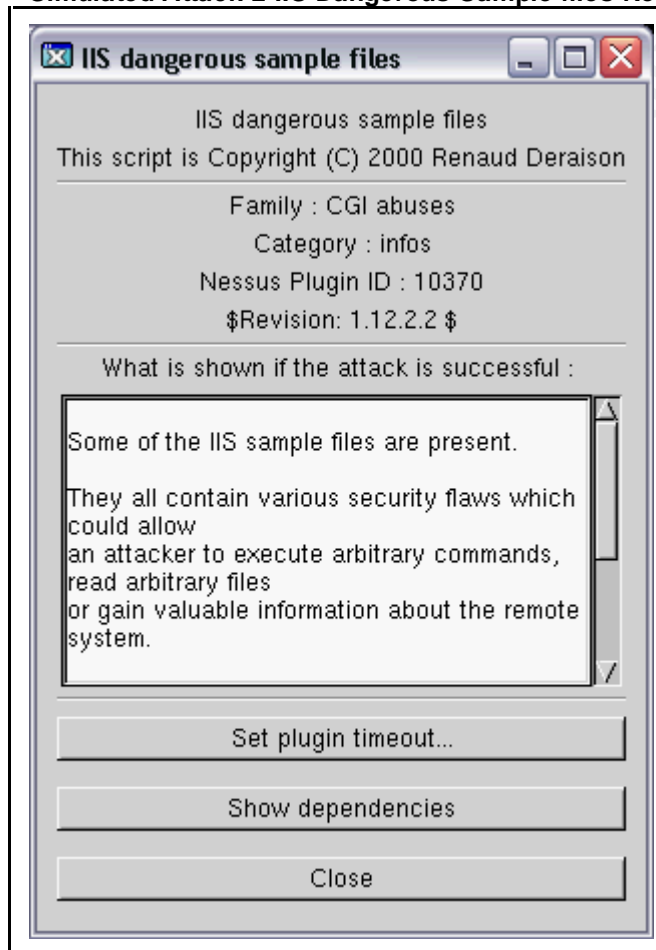 IIS dangerous sample files
IIS dangerous sample files
This script is Copyright (C) 2000 Renaud Deraison
Family : CGI abuses
Category : infos
Nessus Plugin ID : 10370
$Revision: 1.12.2.2 $
What is shown if the attack is successful :
Some of the IIS sample files are present.
They all contain various security flaws which
could allow
an attacker to execute arbitrary commands,
read arbitrary files
or gain valuable information about the remote
system.
Set plugin timeout...
Show dependencies
Close